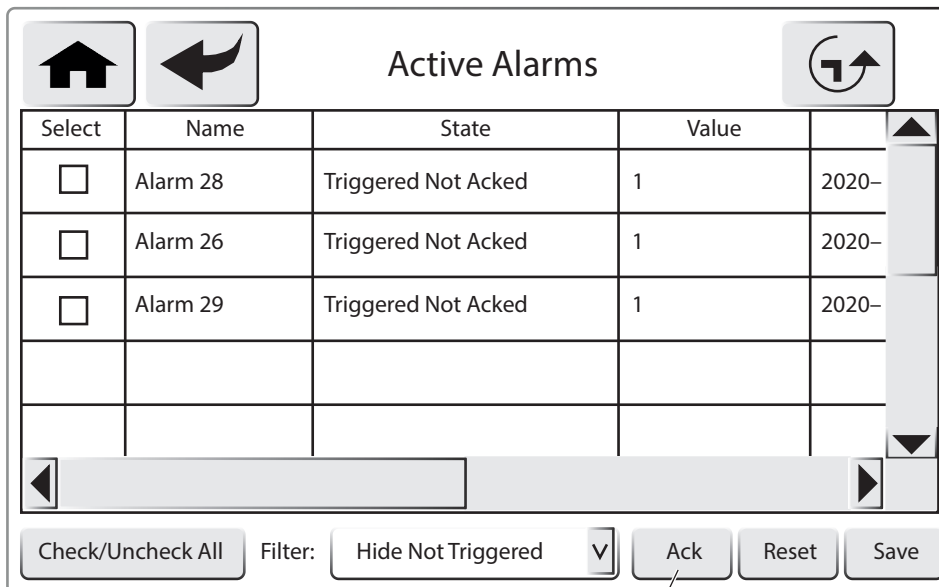 Active Alarms
Select Name State Value
Alarm 28 Triggered Not Acked 1 2020–
Alarm 26 Triggered Not Acked 1 2020–
Alarm 29 Triggered Not Acked 1 2020–
Check/Uncheck All Filter: Hide Not Triggered Ack Reset Save